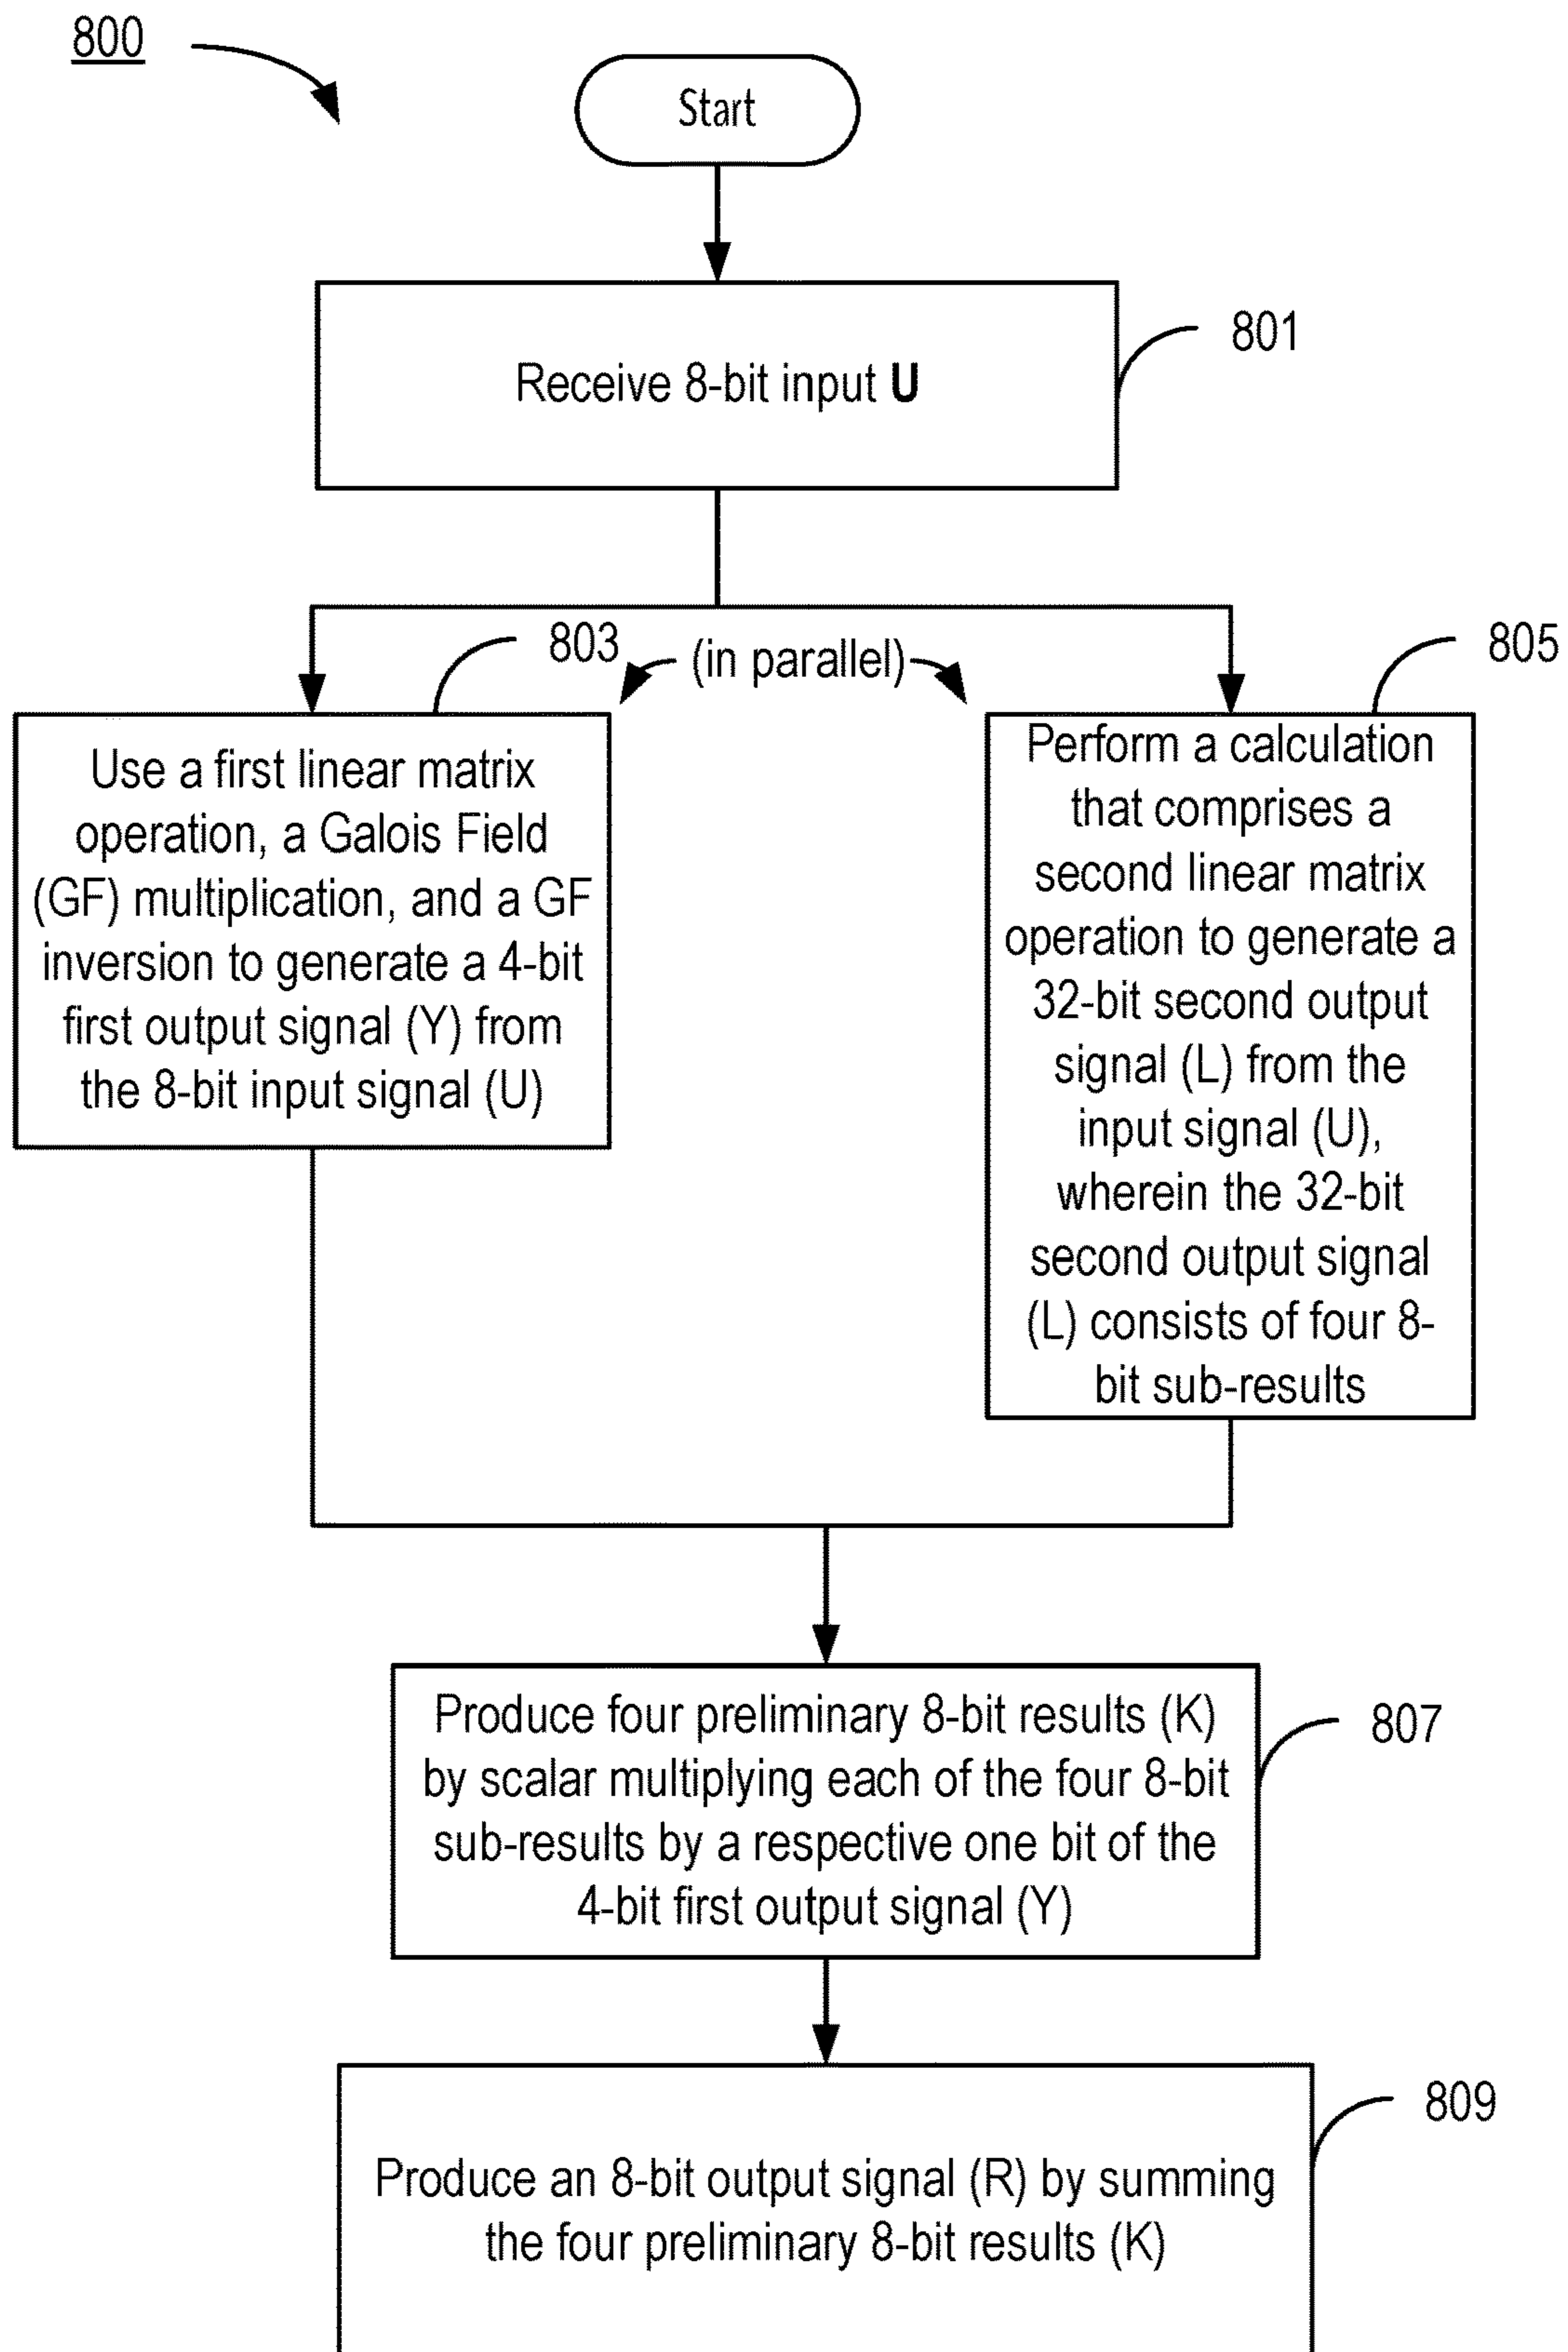 800
Start
801
Receive 8-bit input U
803
(in parallel)
805
Use a first linear matrix
operation, a Galois Field
(GF) multiplication, and a GF
inversion to generate a 4-bit
first output signal (Y) from
the 8-bit input signal (U)
Perform a calculation
that comprises a
second linear matrix
operation to generate a
32-bit second output
signal (L) from the
input signal (U),
wherein the 32-bit
second output signal
(L) consists of four 8-
bit sub-results
807
Produce four preliminary 8-bit results (K)
by scalar multiplying each of the four 8-bit
sub-results by a respective one bit of the
4-bit first output signal (Y)
809
Produce an 8-bit output signal (R) by summing
the four preliminary 8-bit results (K)